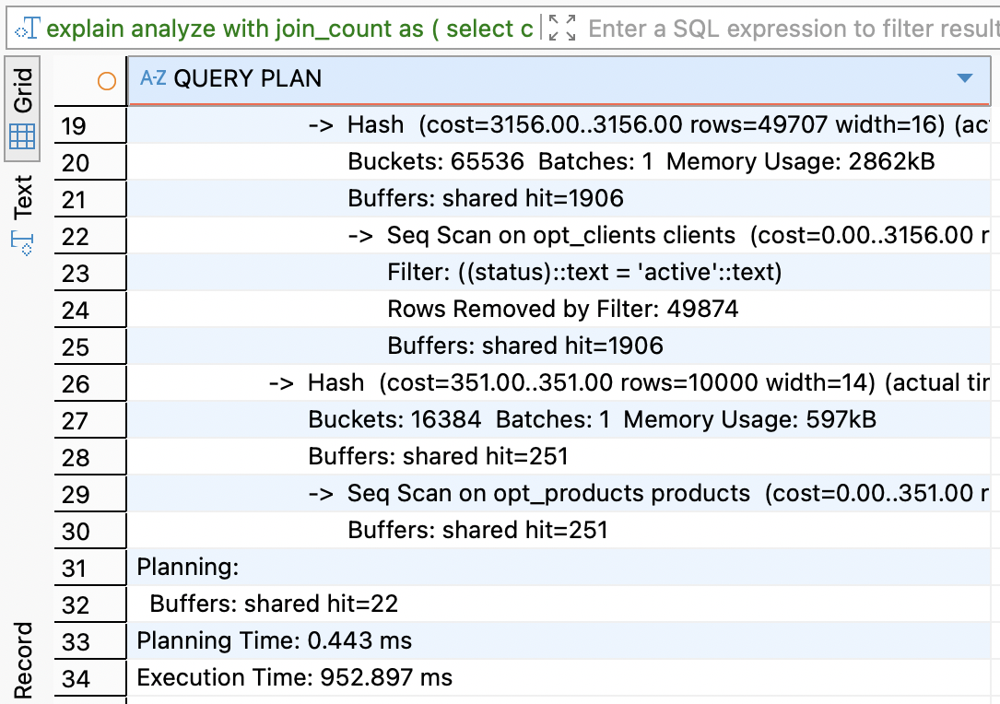 explain analyze with join_count as ( select c
Enter a SQL expression to filter result
Grid
Text
Record
A-Z QUERY PLAN
19 -> Hash (cost=3156.00..3156.00 rows=49707 width=16) (act
20 Buckets: 65536 Batches: 1 Memory Usage: 2862kB
21 Buffers: shared hit=1906
22 -> Seq Scan on opt_clients clients (cost=0.00..3156.00 r
23 Filter: ((status)::text = 'active'::text)
24 Rows Removed by Filter: 49874
25 Buffers: shared hit=1906
26 -> Hash (cost=351.00..351.00 rows=10000 width=14) (actual tim
27 Buckets: 16384 Batches: 1 Memory Usage: 597kB
28 Buffers: shared hit=251
29 -> Seq Scan on opt_products products (cost=0.00..351.00 r
30 Buffers: shared hit=251
31 Planning:
32 Buffers: shared hit=22
33 Planning Time: 0.443 ms
34 Execution Time: 952.897 ms